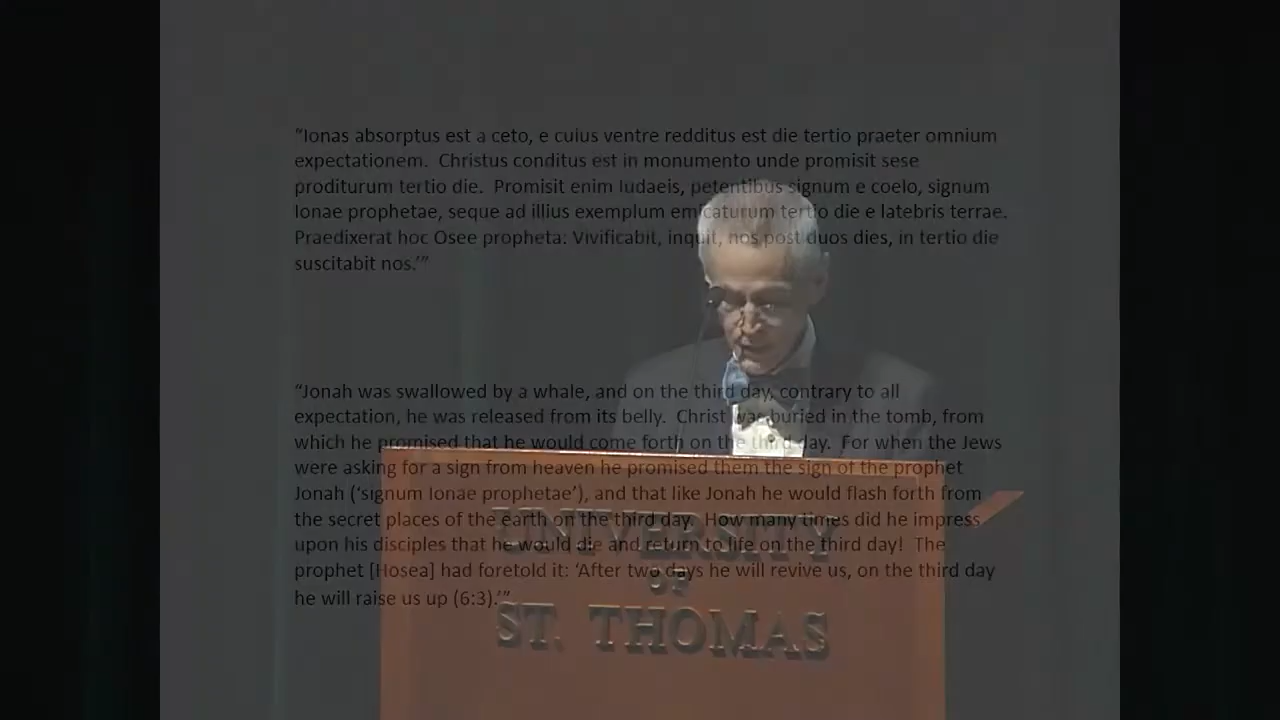 “Ionas absorptus est a ceto, e cuius ventre redditus est die tertio praeter omnium
expectationem.  Christus conditus est in monumento unde promisit sese
proditurum tertio die.  Promisit enim Iudaeis, petentibus signum e coelo, signum
Ionae prophetae, seque ad illius exemplum emicaturum tertio die e latebris terrae.
Praedixerat hoc Osee propheta: Vivificabit, inquit, nos post duos dies, in tertio die
suscitabit nos.’”
“Jonah was swallowed by a whale, and on the third day, contrary to all
expectation, he was released from its belly.  Christ was buried in the tomb, from
which he promised that he would come forth on the third day.  For when the Jews
were asking for a sign from heaven he promised them the sign of the prophet
Jonah (‘signum Ionae prophetae’), and that like Jonah he would flash forth from
the secret places of the earth on the third day.  How many times did he impress
upon his disciples that he would die and return to life on the third day!  The
prophet [Hosea] had foretold it: ‘After two days he will revive us, on the third day
he will raise us up (6:3).’”
UNIVERSITY
OF
ST. THOMAS